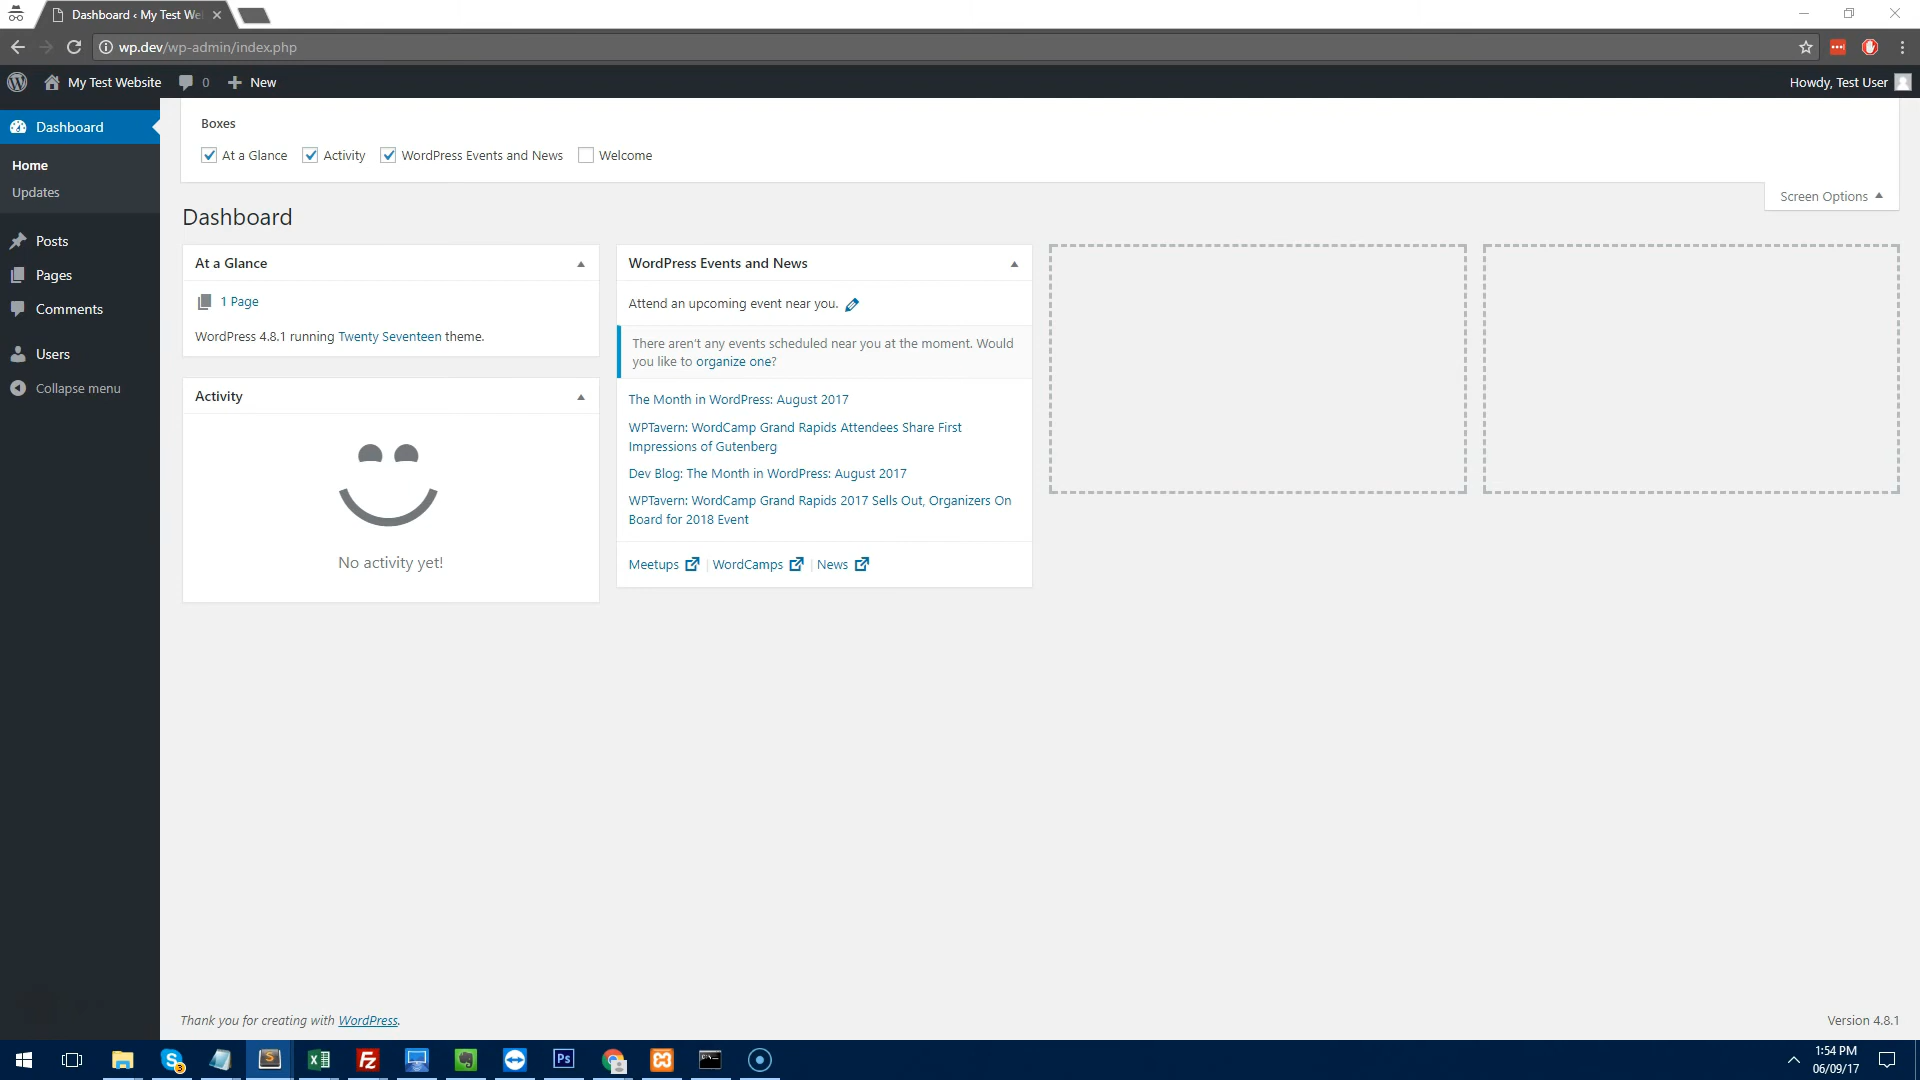 Dashboard ‹ My Test We
wp.dev/wp-admin/index.php
My Test Website 0 New
Howdy, Test User
Dashboard
Home
Updates
Posts
Pages
Comments
Users
Collapse menu
Boxes
At a Glance Activity WordPress Events and News Welcome
Screen Options
Dashboard
At a Glance
1 Page
WordPress 4.8.1 running Twenty Seventeen theme.
Activity
No activity yet!
WordPress Events and News
Attend an upcoming event near you.
There aren't any events scheduled near you at the moment. Would
you like to organize one?
The Month in WordPress: August 2017
WPTavern: WordCamp Grand Rapids Attendees Share First
Impressions of Gutenberg
Dev Blog: The Month in WordPress: August 2017
WPTavern: WordCamp Grand Rapids 2017 Sells Out, Organizers On
Board for 2018 Event
Meetups | WordCamps | News
Thank you for creating with WordPress.
Version 4.8.1
S 3
S
Fz
Ps
1:54 PM
06/09/17